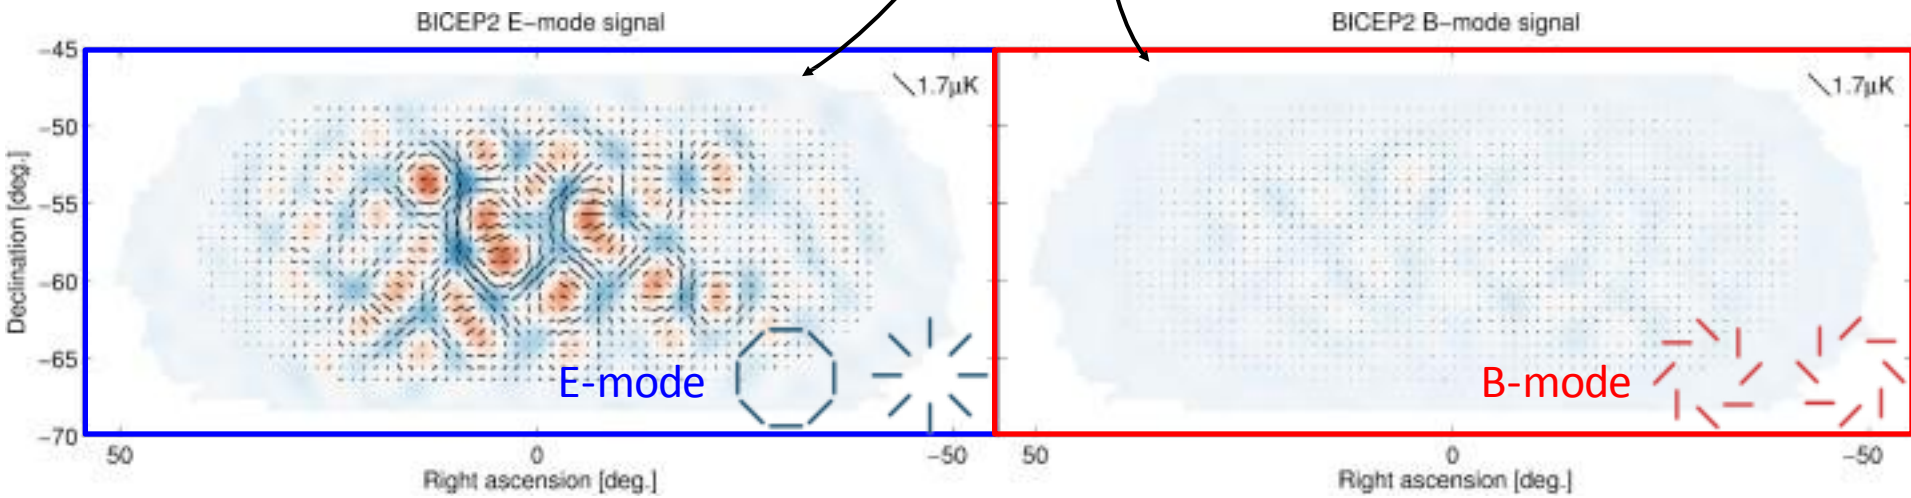 BICEP2 E−mode signal
BICEP2 B−mode signal
Declination [deg.]
−45
−50
−55
−60
−65
−70
1.7μK
1.7μK
E-mode
B-mode
50
0
−50
50
0
−50
Right ascension [deg.]
Right ascension [deg.]